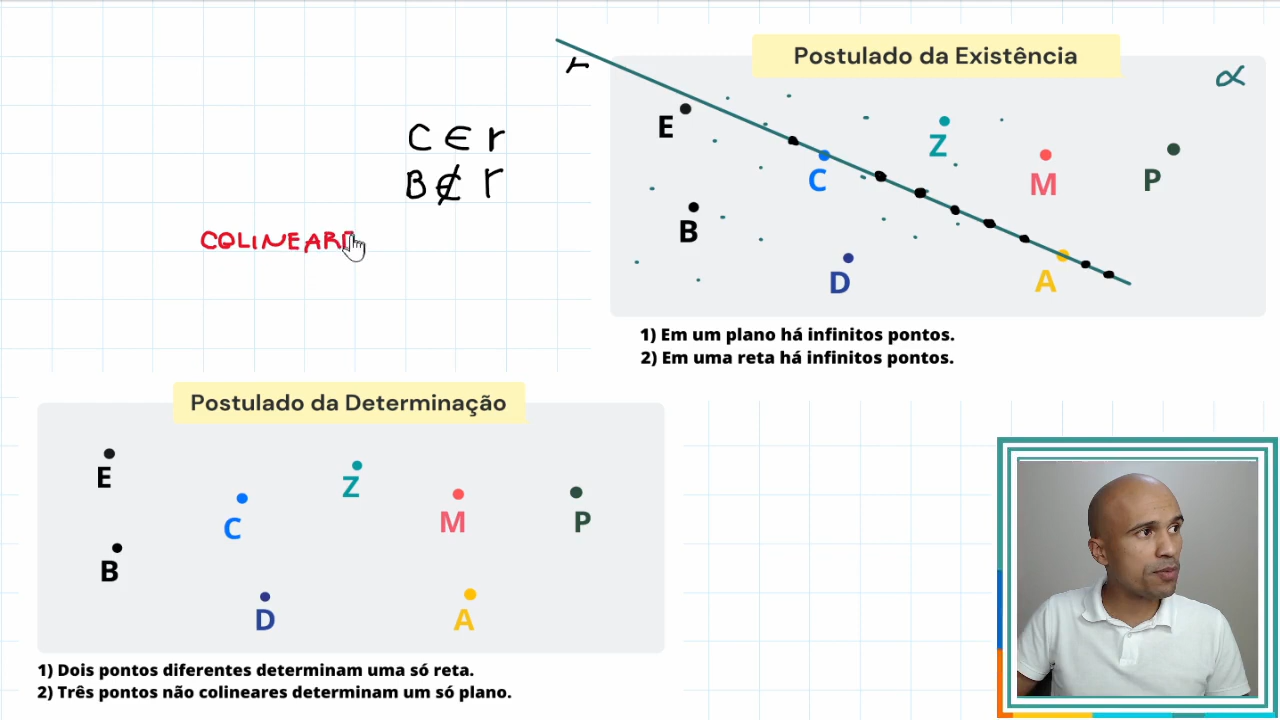 Postulado da Existência
α
r
E
Z
C
M
P
B
D
A
C ∈ r
B ∉ r
COLINEARE
1) Em um plano há infinitos pontos.
2) Em uma reta há infinitos pontos.
Postulado da Determinação
E
Z
C
M
P
B
D
A
1) Dois pontos diferentes determinam uma só reta.
2) Três pontos não colineares determinam um só plano.